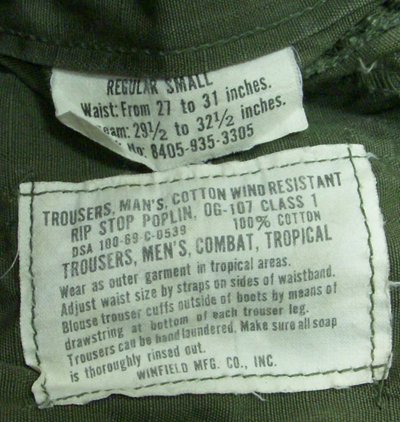 REGULAR SMALL
Waist: From 27 to 31 inches.
eam: 29½ to 32½ inches.
No: 8405-935-3305
TROUSERS, MAN'S, COTTON WIND RESISTANT
RIP STOP POPLIN, OG-107 CLASS 1
DSA 100-69-C-0539 100% COTTON
TROUSERS, MEN'S, COMBAT, TROPICAL
Wear as outer garment in tropical areas.
Adjust waist size by straps on sides of waistband.
Blouse trouser cuffs outside of boots by means of
drawstring at bottom of each trouser leg.
Trousers can be hand laundered. Make sure all soap
is thoroughly rinsed out.
WINFIELD MFG. CO., INC.